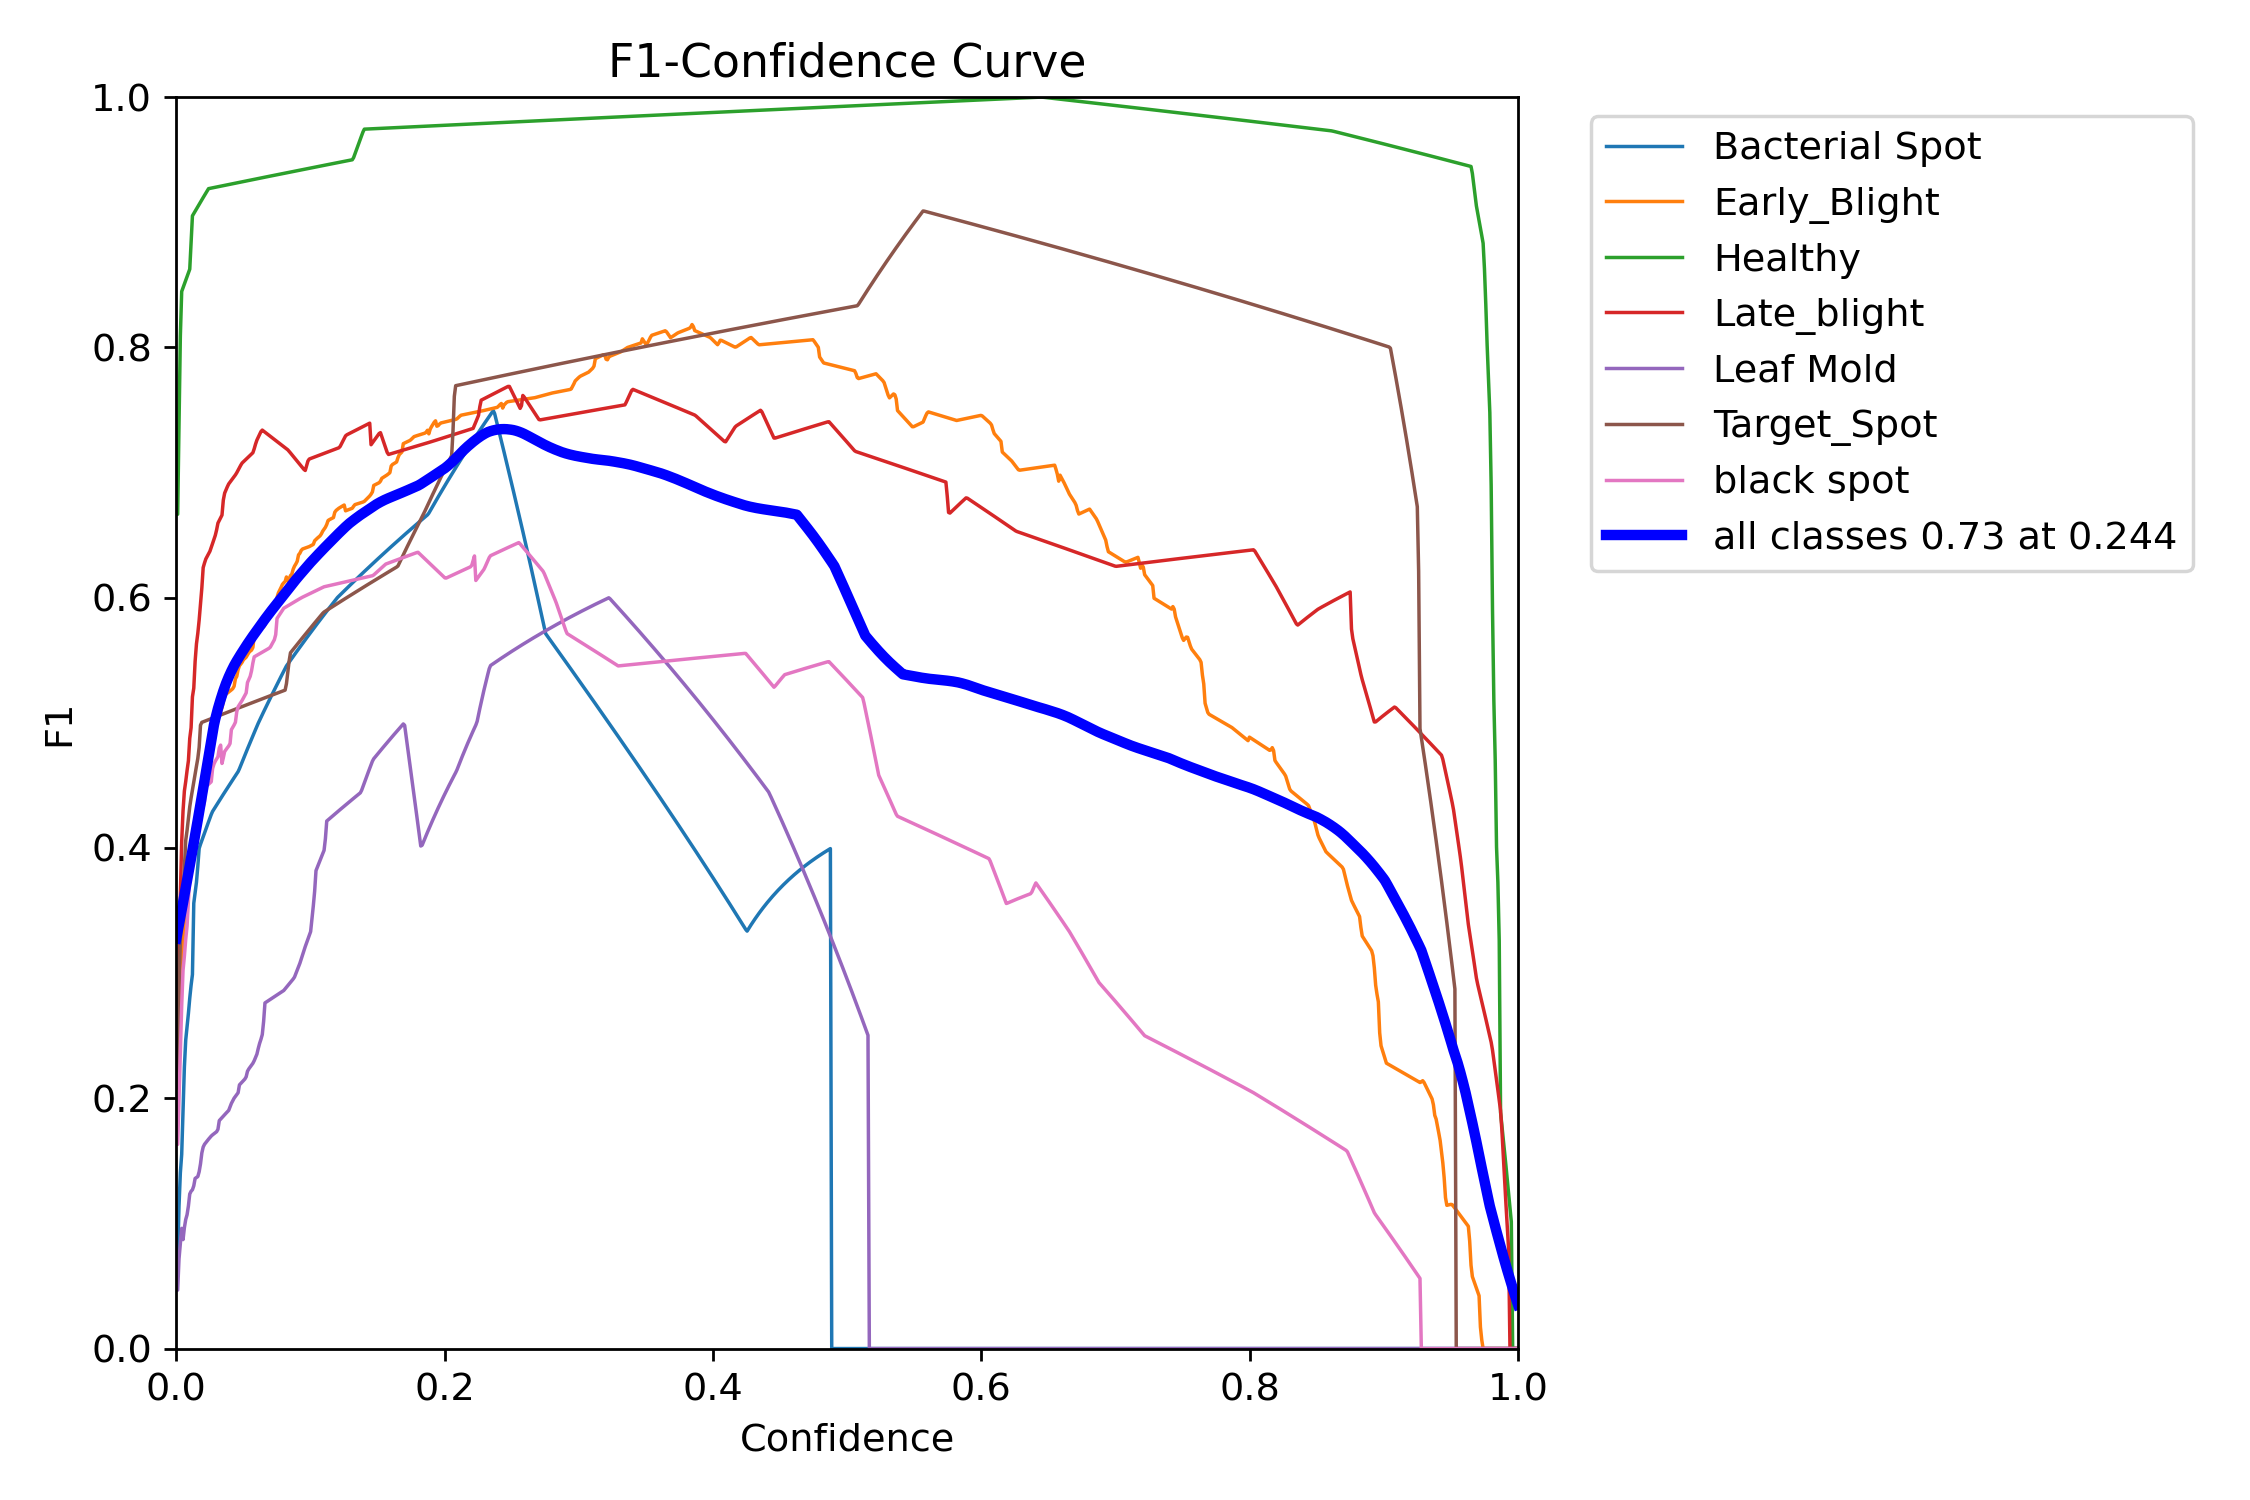 F1-Confidence Curve
1.0
0.8
0.6
0.4
0.2
0.0
F1
0.0 0.2 0.4 0.6 0.8 1.0
Confidence
Bacterial Spot
Early_Blight
Healthy
Late_blight
Leaf Mold
Target_Spot
black spot
all classes 0.73 at 0.244